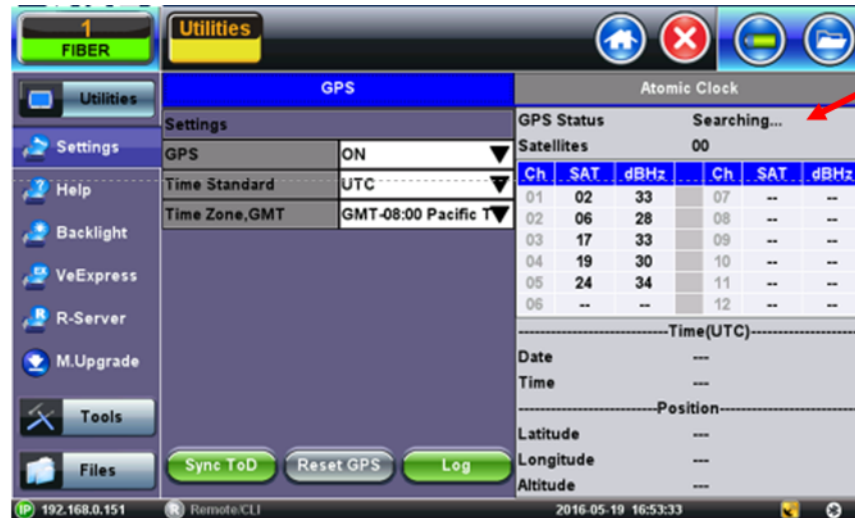 1
FIBER
Utilities
Utilities
GPS
Atomic Clock
Settings
GPS Status Searching...
Settings
GPS ON
Satellites 00
Help
Time Standard UTC
Ch SAT dBHz Ch SAT dBHz
Time Zone,GMT GMT-08:00 Pacific T
01 02 33 07 -- --
02 06 28 08 -- --
Backlight
03 17 33 09 -- --
04 19 30 10 -- --
VeExpress
05 24 34 11 -- --
06 -- -- 12 -- --
R-Server
Time(UTC)
M.Upgrade
Date ---
Time ---
Tools
Position
Latitude ---
Files
Sync ToD Reset GPS Log
Longitude ---
Altitude ---
IP 192.168.0.151 R Remote/CLI 2016-05-19 16:53:33